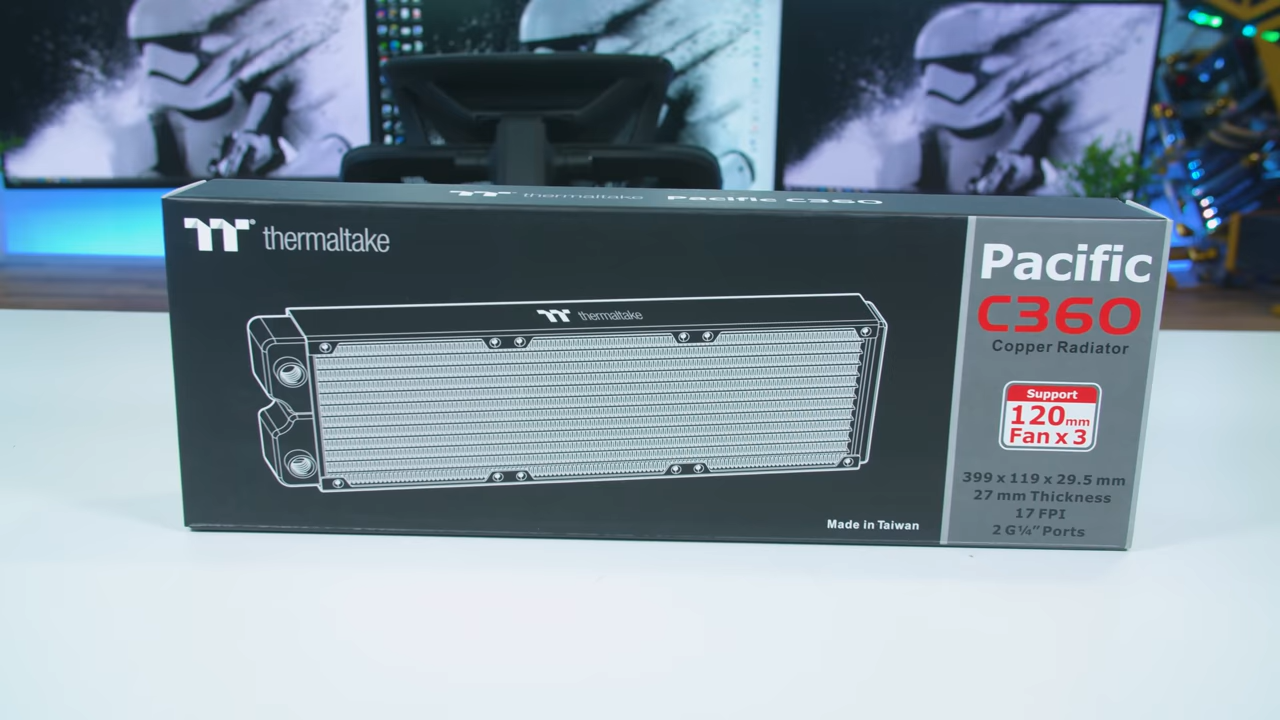 thermaltake Pacific C360
thermaltake
thermaltake
Made in Taiwan
Pacific
C360
Copper Radiator
Support
120mm
Fan x 3
399 x 119 x 29.5 mm
27 mm Thickness
17 FPI
2 G¼” Ports